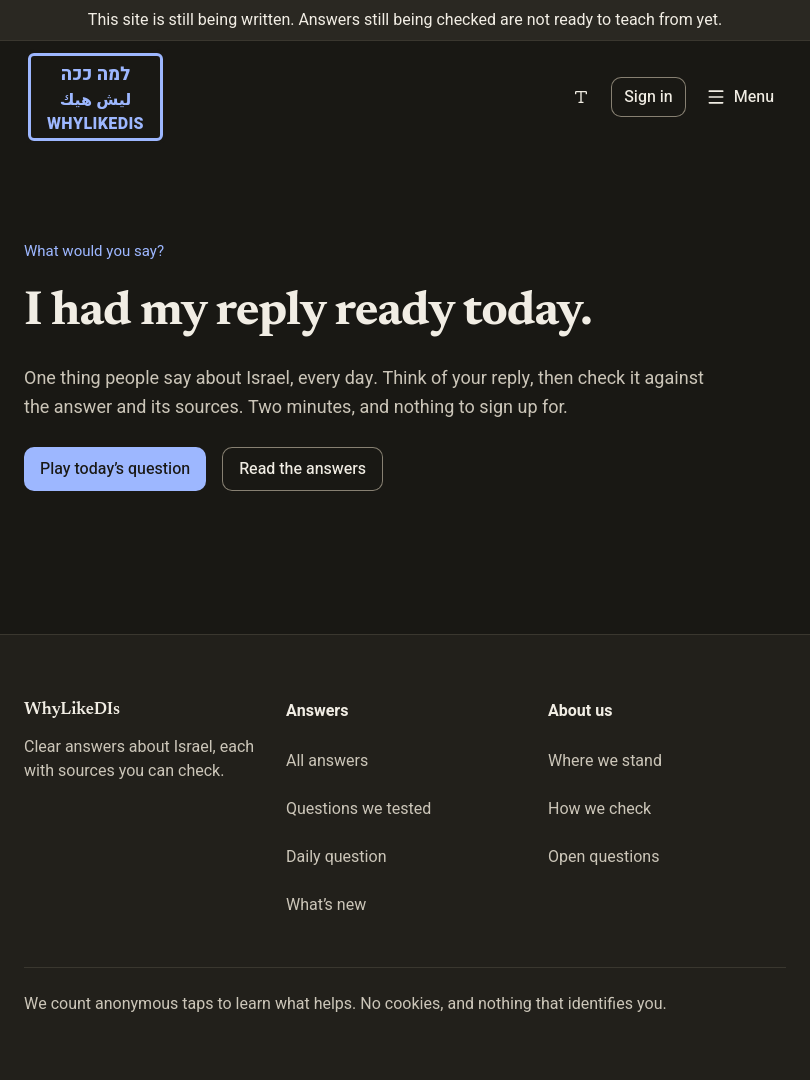 This site is still being written. Answers still being checked are not ready to teach from yet.
למה ככה
ليش هيك
WHYLIKEDIS
T
Sign in
Menu
What would you say?
I had my reply ready today.
One thing people say about Israel, every day. Think of your reply, then check it against
the answer and its sources. Two minutes, and nothing to sign up for.
Play today’s question
Read the answers
WhyLikeDIs
Clear answers about Israel, each
with sources you can check.
Answers
All answers
Questions we tested
Daily question
What’s new
About us
Where we stand
How we check
Open questions
We count anonymous taps to learn what helps. No cookies, and nothing that identifies you.